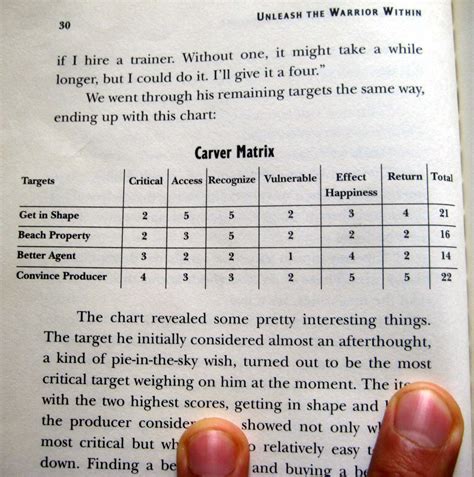 30
UNLEASH THE WARRIOR WITHIN
if I hire a trainer. Without one, it might take a while
longer, but I could do it. I'll give it a four."
We went through his remaining targets the same way,
ending up with this chart:
Carver Matrix
Targets Critical Access Recognize Vulnerable Effect Happiness Return Total
Get in Shape 2 5 5 2 3 4 21
Beach Property 2 3 5 2 2 2 16
Better Agent 3 2 2 1 4 2 14
Convince Producer 4 3 3 2 5 5 22
The chart revealed some pretty interesting things.
The target he initially considered almost an afterthought,
a kind of pie-in-the-sky wish, turned out to be the most
critical target weighing on him at the moment. The
with the two highest scores, getting in shape and
the producer showed not only
most critical but relatively easy
down. Finding a and buying a